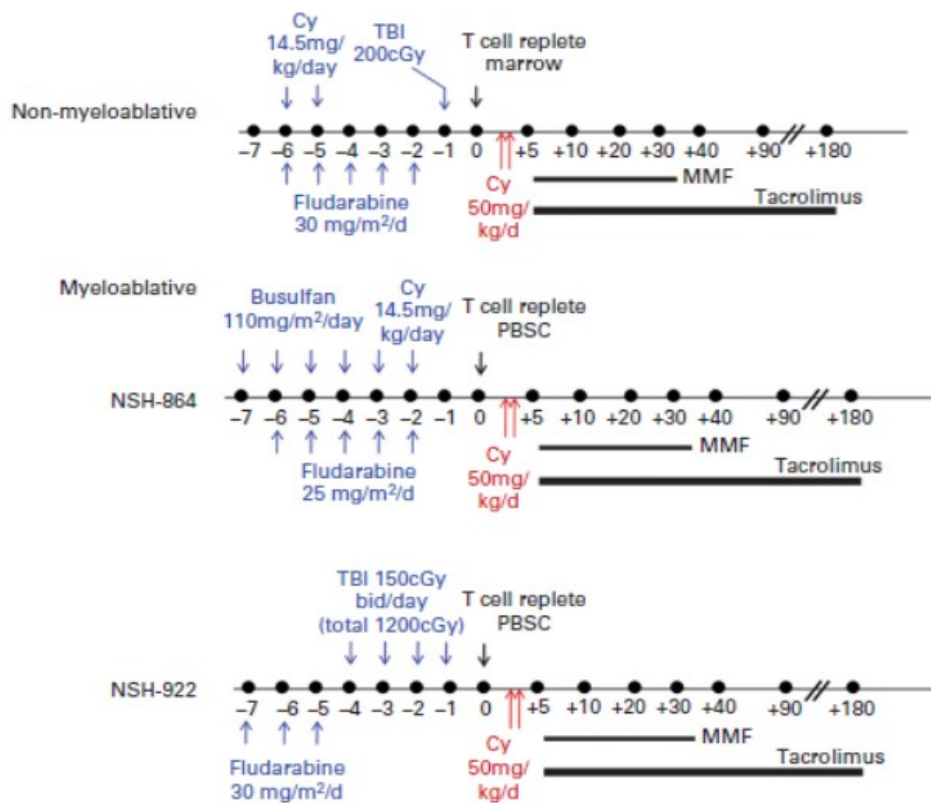 Cy
14.5mg/
kg/day
TBI
200cGy
T cell replete
marrow
Non-myeloablative
–7 –6 –5 –4 –3 –2 –1 0 +5 +10 +20 +30 +40 +90 +180
Fludarabine
30 mg/m²/d
Cy
50mg/
kg/d
MMF
Tacrolimus
Myeloablative
Busulfan
110mg/m²/day
Cy
14.5mg/
kg/day
T cell replete
PBSC
NSH-864
–7 –6 –5 –4 –3 –2 –1 0 +5 +10 +20 +30 +40 +90 +180
Fludarabine
25 mg/m²/d
Cy
50mg/
kg/d
MMF
Tacrolimus
TBI 150cGy
bid/day
(total 1200cGy)
T cell replete
PBSC
NSH-922
–7 –6 –5 –4 –3 –2 –1 0 +5 +10 +20 +30 +40 +90 +180
Fludarabine
30 mg/m²/d
Cy
50mg/
kg/d
MMF
Tacrolimus